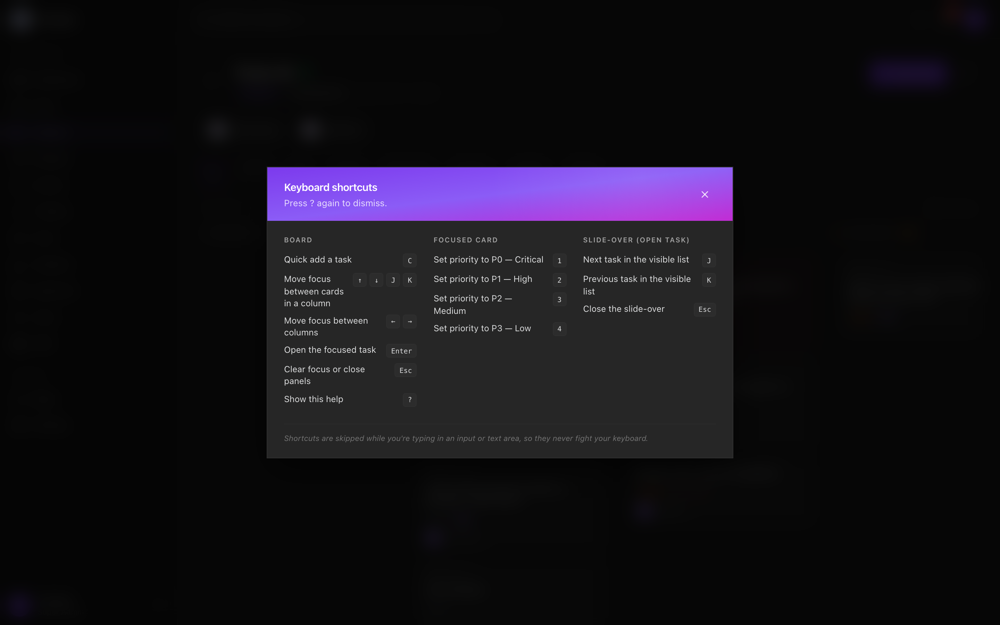 Keyboard shortcuts
Press ? again to dismiss.
BOARD
Quick add a task C
Move focus ↑ ↓ J K
between cards
in a column
Move focus between ← →
columns
Open the focused task Enter
Clear focus or close Esc
panels
Show this help ?
FOCUSED CARD
Set priority to P0 — Critical 1
Set priority to P1 — High 2
Set priority to P2 — 3
Medium
Set priority to P3 — Low 4
SLIDE-OVER (OPEN TASK)
Next task in the visible list J
Previous task in the visible K
list
Close the slide-over Esc
Shortcuts are skipped while you're typing in an input or text area, so they never fight your keyboard.